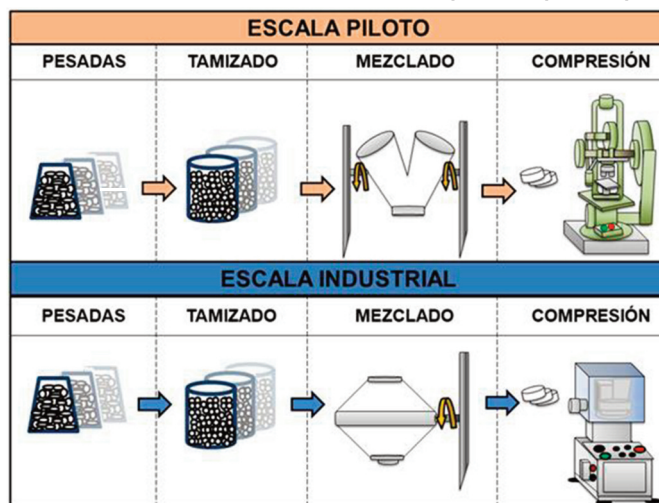 ESCALA PILOTO
PESADAS TAMIZADO MEZCLADO COMPRESIÓN
ESCALA INDUSTRIAL
PESADAS TAMIZADO MEZCLADO COMPRESIÓN